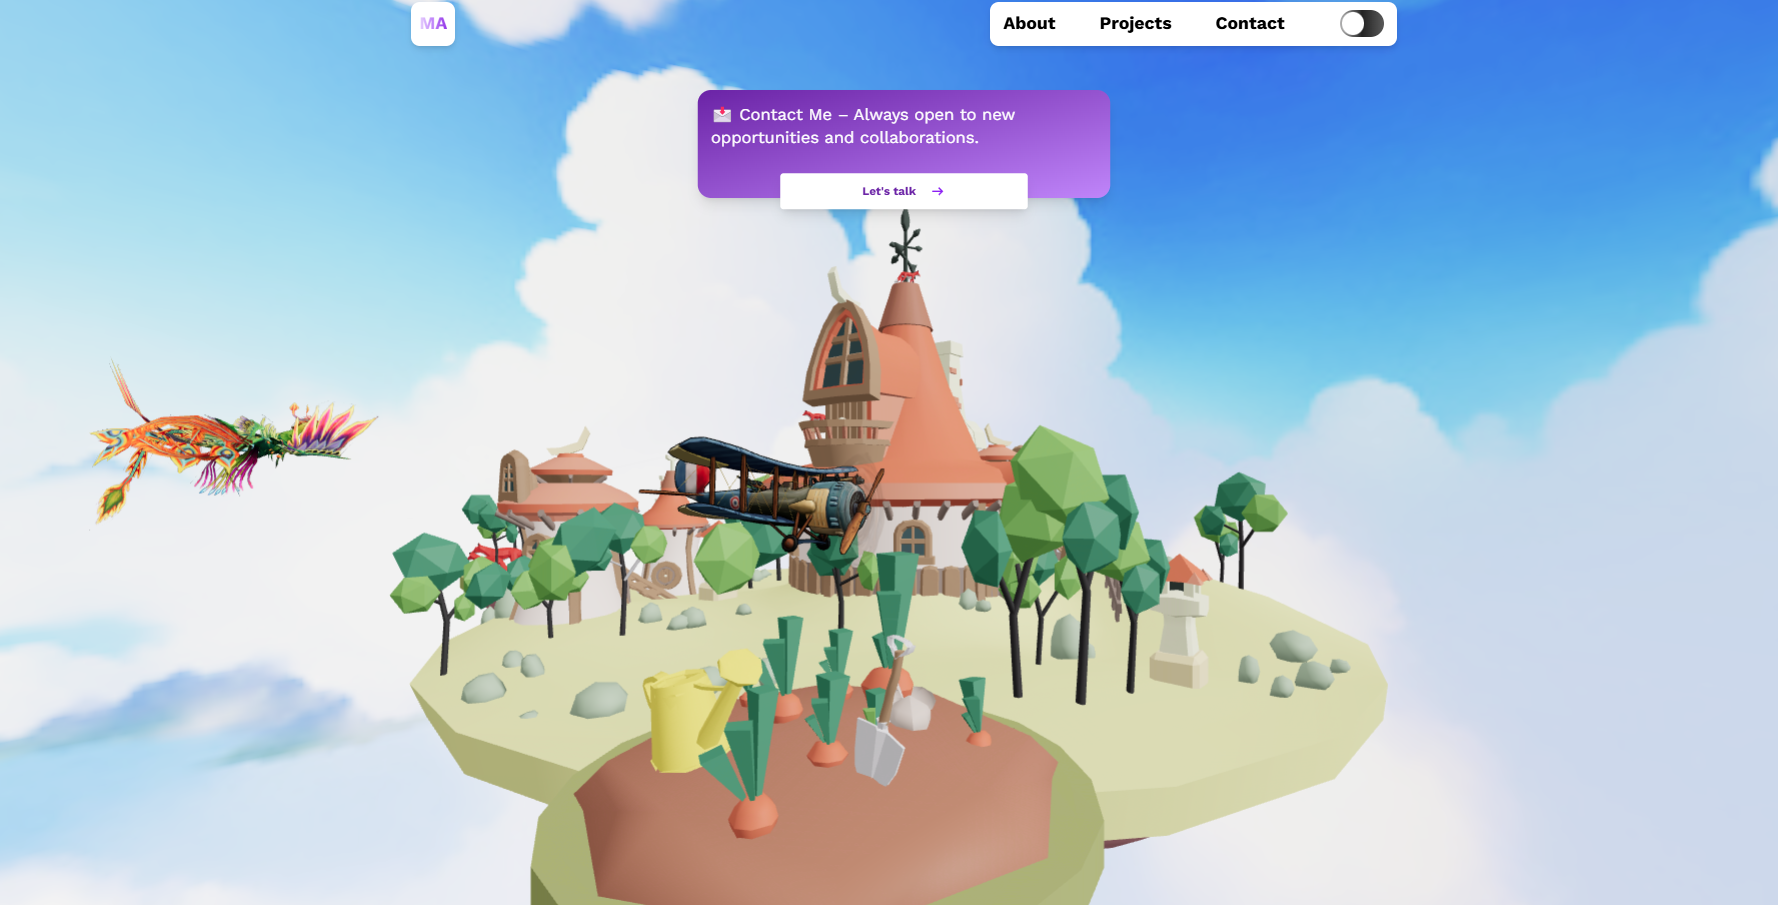 MA
About
Projects
Contact
📩 Contact Me – Always open to new
opportunities and collaborations.
Let's talk →